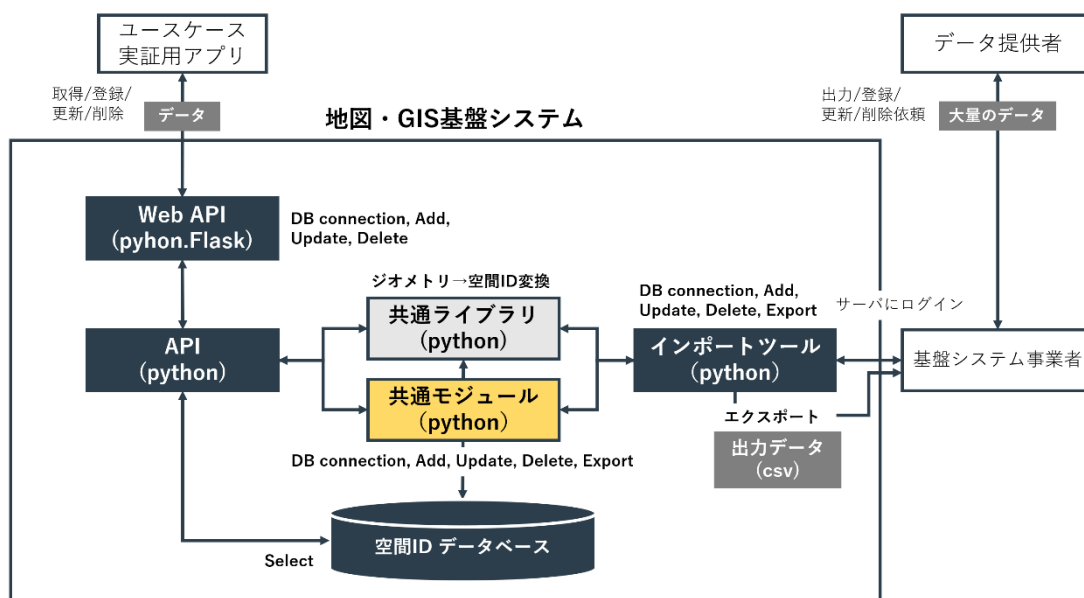 ユースケース
実証用アプリ
データ提供者
取得/登録/
更新/削除
データ
出力/登録/
更新/削除依頼
大量のデータ
地図・GIS基盤システム
Web API
(pyhon.Flask)
DB connection, Add,
Update, Delete
ジオメトリ→空間ID変換
共通ライブラリ
(python)
DB connection, Add,
Update, Delete, Export
サーバにログイン
API
(python)
インポートツール
(python)
基盤システム事業者
共通モジュール
(python)
エクスポート
出力データ
(csv)
DB connection, Add, Update, Delete, Export
空間ID データベース
Select